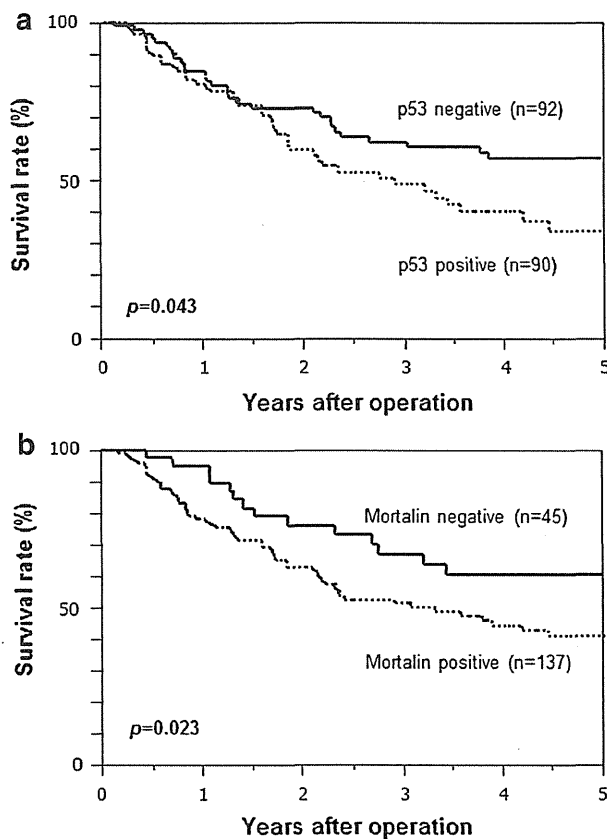 a
100
50
0
Survival rate (%)
p53 negative (n=92)
p53 positive (n=90)
p=0.043
0 1 2 3 4 5
Years after operation
b
100
50
0
Survival rate (%)
Mortalin negative (n=45)
Mortalin positive (n=137)
p=0.023
0 1 2 3 4 5
Years after operation